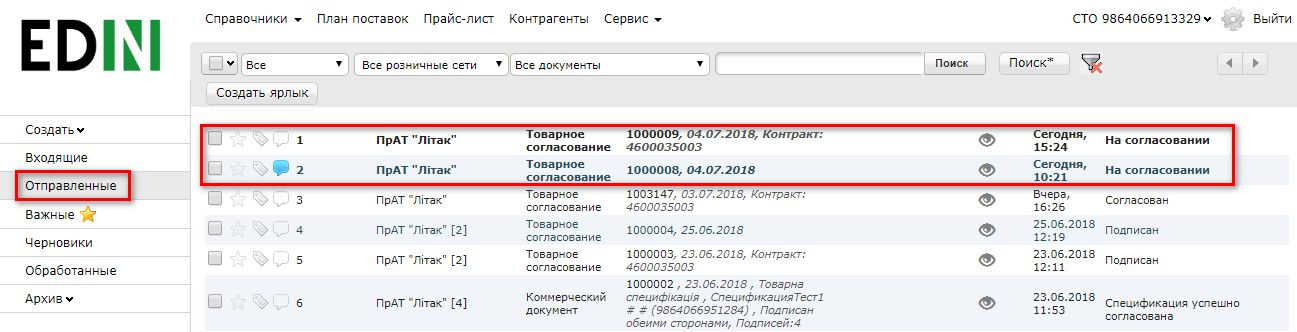 EDIN
Справочники План поставок Прайс-лист Контрагенты Сервис СТО 9864066913329 Выйти
Все Все розничные сети Все документы Поиск Поиск*
Создать ярлык
Создать
Входящие
Отправленные
Важные
Черновики
Обработанные
Архив
1 ПрАТ "Літак" Товарное согласование 1000009, 04.07.2018, Контракт: 4600035003 Сегодня, 15:24 На согласовании
2 ПрАТ "Літак" Товарное согласование 1000008, 04.07.2018 Сегодня, 10:21 На согласовании
3 ПрАТ "Літак" Товарное согласование 1003147, 03.07.2018, Контракт: 4600035003 Вчера, 16:26 Согласован
4 ПрАТ "Літак" [2] Товарное согласование 1000004, 25.06.2018 25.06.2018 12:19 Подписан
5 ПрАТ "Літак" [2] Товарное согласование 1000003, 23.06.2018, Контракт: 4600035003 23.06.2018 12:11 Подписан
6 ПрАТ "Літак" [4] Коммерческий документ 1000002 , 23.06.2018 , Товарна специфікація , СпецификацияТест1 # # (9864066951284) , Подписан обеими сторонами, Подписей:4 23.06.2018 11:53 Спецификация успешно согласована